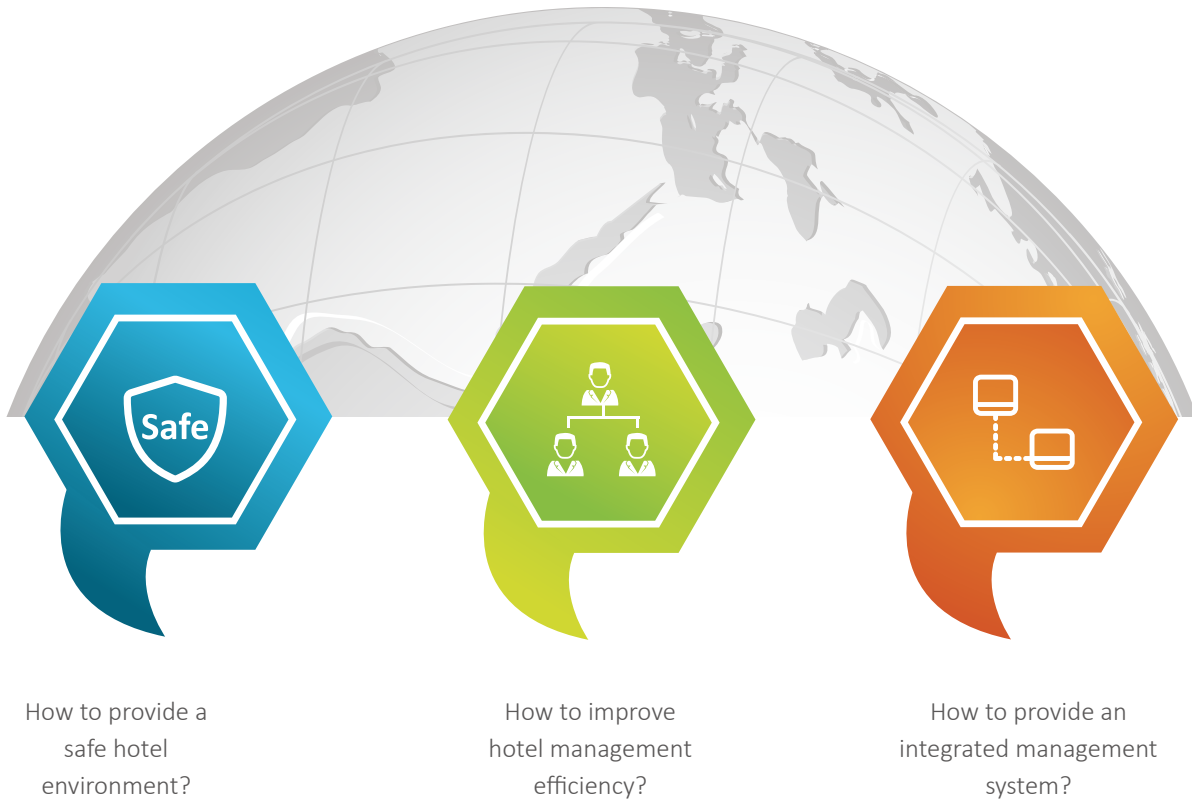 Safe
How to provide a
safe hotel
environment?
How to improve
hotel management
efficiency?
How to provide an
integrated management
system?